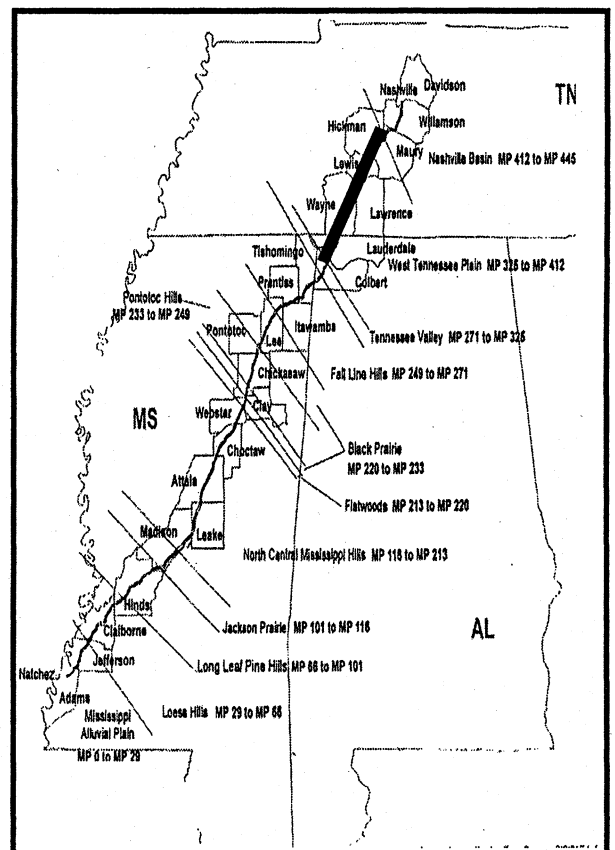 TN
Nashville
Davidson
Hickman
Willamson
Maury
Nashville Basin MP 412 to MP 445
Lewis
Wayne
Lawrence
Lauderdale
West Tennessee Plain MP 325 to MP 412
Tishomingo
Colbert
Prentiss
Pontotoc Hills
MP 233 to MP 249
Itawamba
Tennessee Valley MP 271 to MP 325
Pontotoc
Lee
Fall Line Hills MP 249 to MP 271
Chickasaw
MS
Webster
Clay
Choctaw
Black Prairie
MP 220 to MP 233
Flatwoods MP 213 to MP 220
Attala
Madison
Leake
North Central Mississippi Hills MP 116 to MP 213
Hinds
AL
Jackson Prairie MP 101 to MP 116
Claiborne
Jefferson
Long Leaf Pine Hills MP 66 to MP 101
Natchez
Adams
Loess Hills MP 29 to MP 66
Mississippi
Alluvial Plain
MP 0 to MP 29